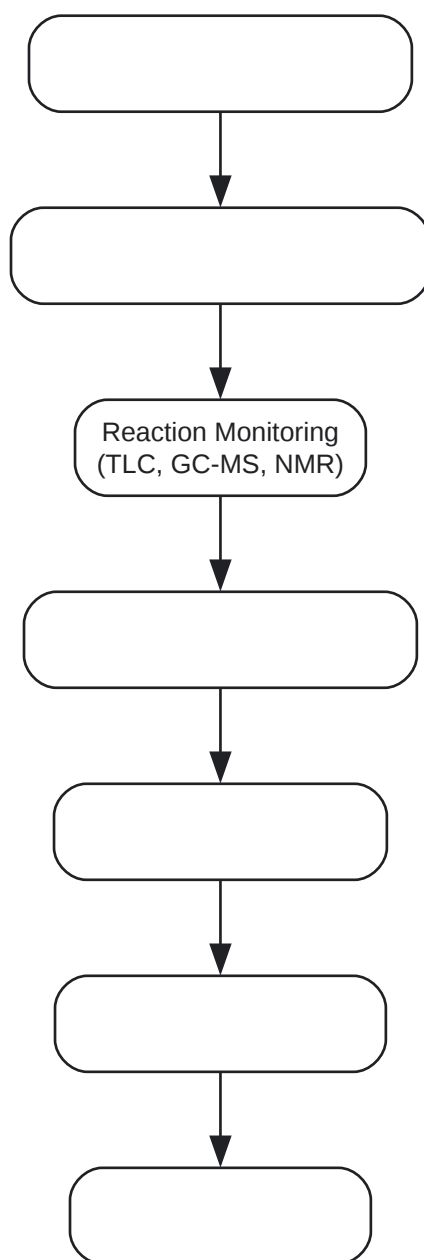 Reaction Monitoring
(TLC, GC-MS, NMR)